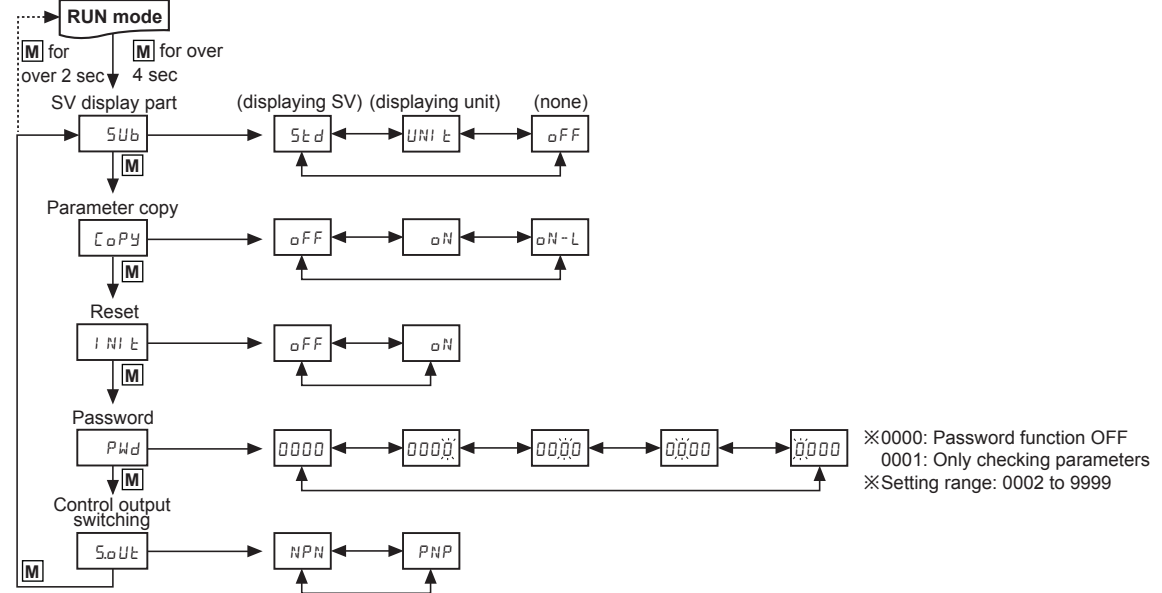 RUN mode
M for over 2 sec
M for over 4 sec
SV display part
(displaying SV) (displaying unit) (none)
SUb
Std
UNIt
oFF
M
Parameter copy
CoPY
oFF
oN
oN-L
M
Reset
INIt
oFF
oN
M
Password
PWd
0000
0000
0000
0000
0000
※0000: Password function OFF
0001: Only checking parameters
※Setting range: 0002 to 9999
M
Control output
switching
S.oUt
NPN
PNP
M